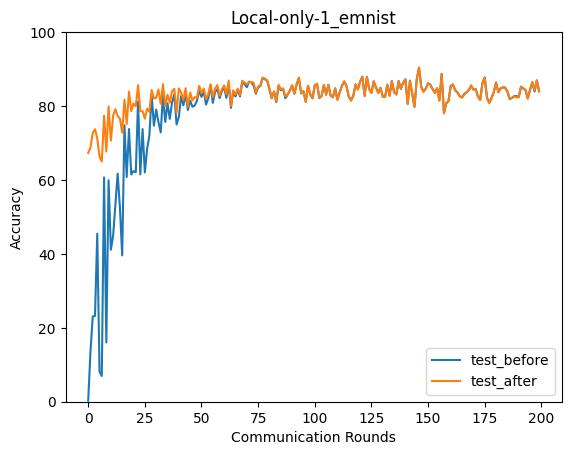 Local-only-1_emnist
Accuracy
100
80
60
40
20
0
0 25 50 75 100 125 150 175 200
Communication Rounds
test_before
test_after